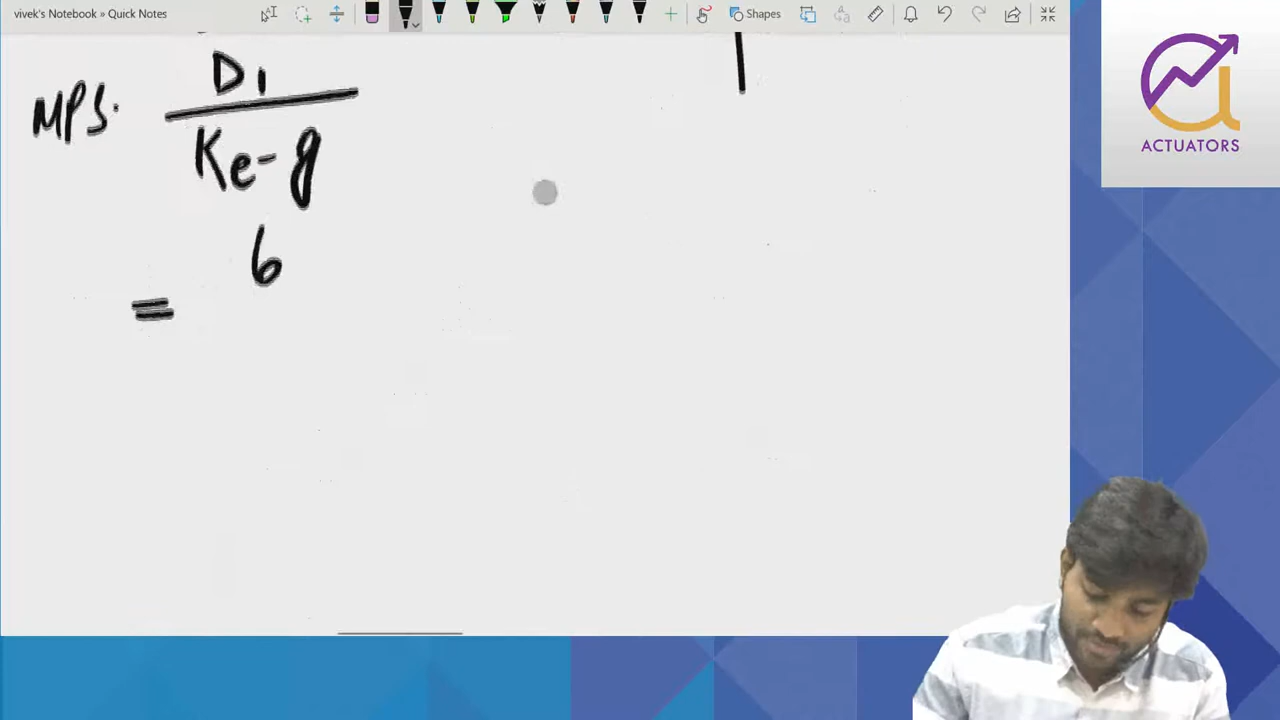 vivek's Notebook » Quick Notes
Shapes
ACTUATORS
MPS.
D1
Ke-g
=
6